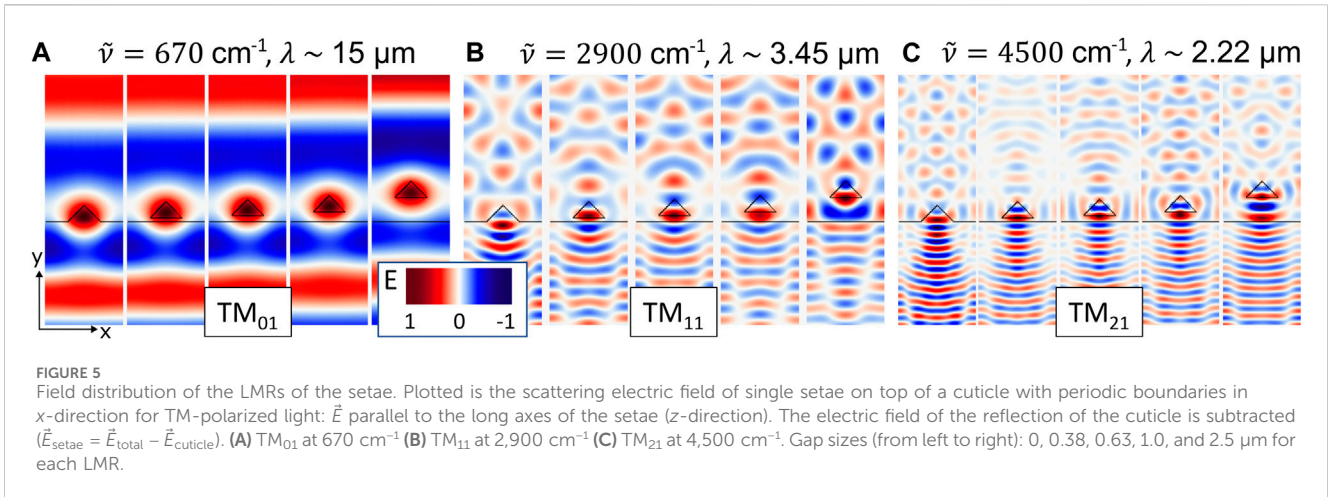 A ṽ = 670 cm⁻¹, λ ~ 15 µm
B ṽ = 2900 cm⁻¹, λ ~ 3.45 µm
C ṽ = 4500 cm⁻¹, λ ~ 2.22 µm
y
x
TM₀₁
E
1 0 -1
TM₁₁
TM₂₁
FIGURE 5
Field distribution of the LMRs of the setae. Plotted is the scattering electric field of single setae on top of a cuticle with periodic boundaries in
x-direction for TM-polarized light: E⃗ parallel to the long axes of the setae (z-direction). The electric field of the reflection of the cuticle is subtracted
(E⃗setae = E⃗total − E⃗cuticle). (A) TM₀₁ at 670 cm⁻¹ (B) TM₁₁ at 2,900 cm⁻¹ (C) TM₂₁ at 4,500 cm⁻¹. Gap sizes (from left to right): 0, 0.38, 0.63, 1.0, and 2.5 µm for
each LMR.